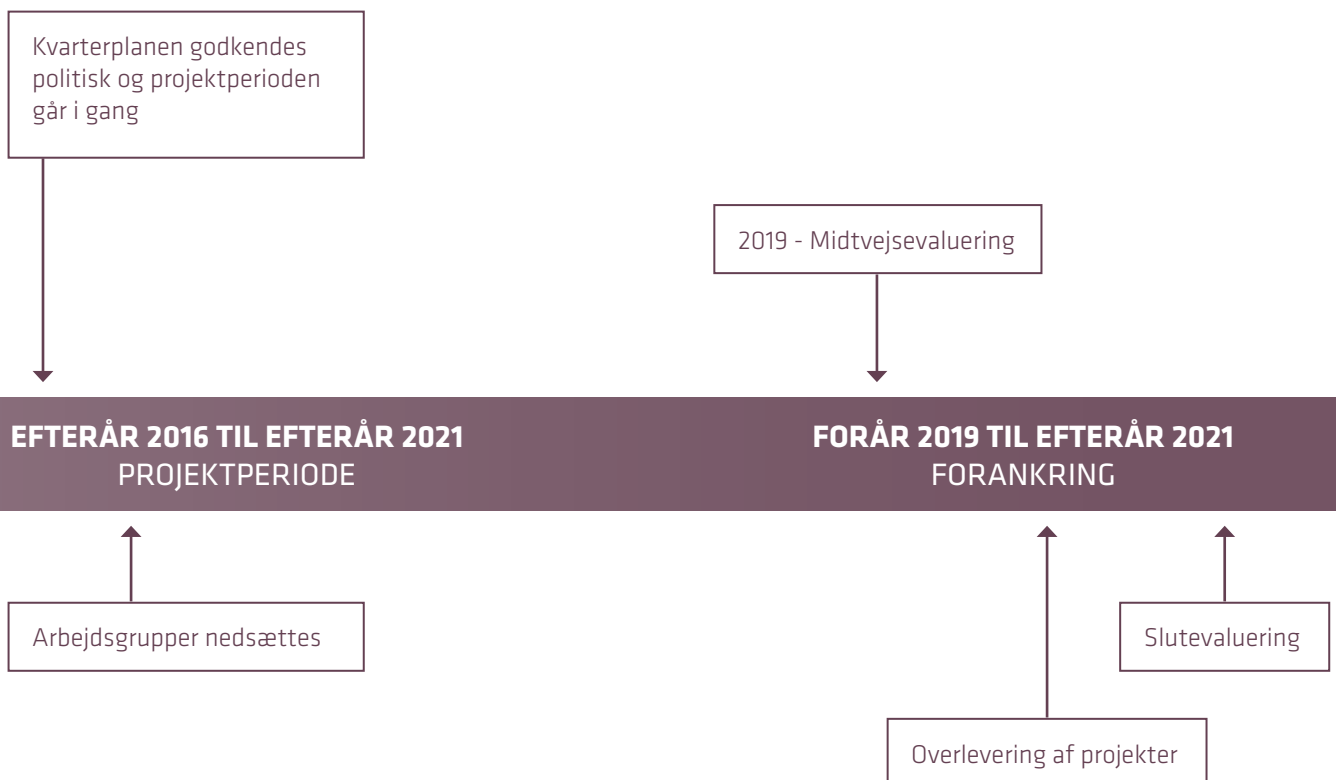 Kvarterplanen godkendes
politisk og projektperioden
går i gang
2019 - Midtvejsevaluering
EFTERÅR 2016 TIL EFTERÅR 2021
PROJEKTPERIODE
FORÅR 2019 TIL EFTERÅR 2021
FORANKRING
Arbejdsgrupper nedsættes
Slutevaluering
Overlevering af projekter